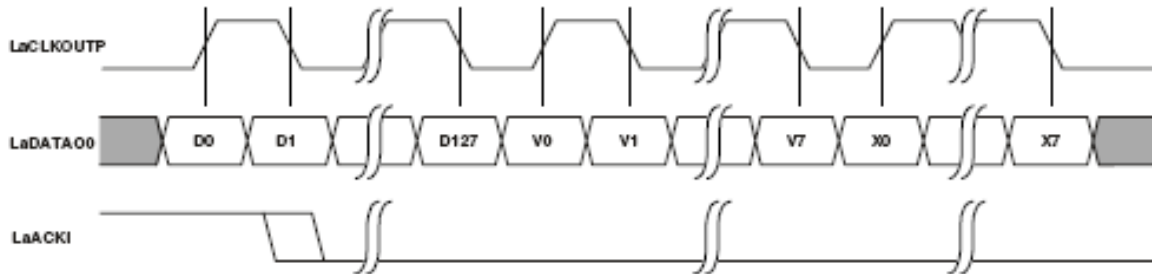 LaCLKOUTP
LaDATAO0 D0 D1 D127 V0 V1 V7 X0 X7
LaACKI